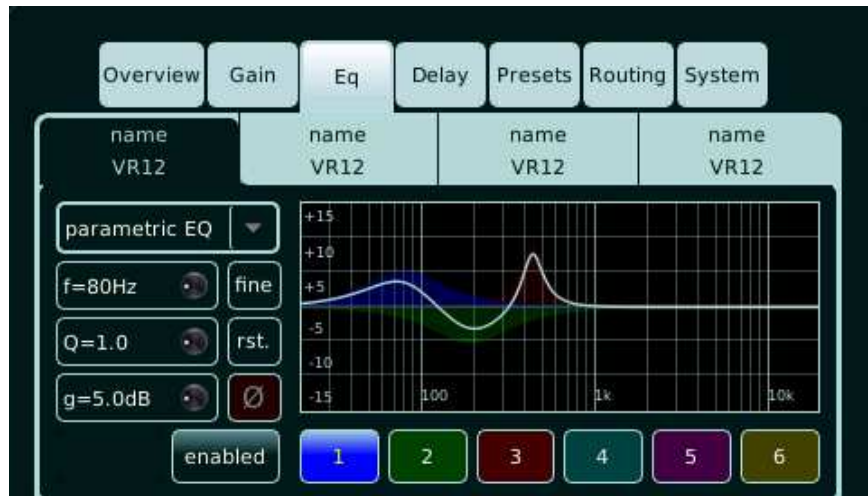 Overview Gain Eq Delay Presets Routing System
name name name name
VR12 VR12 VR12 VR12
parametric EQ
f=80Hz fine
Q=1.0 rst.
g=5.0dB Ø
+15
+10
+5
-5
-10
-15 100 1k 10k
enabled 1 2 3 4 5 6